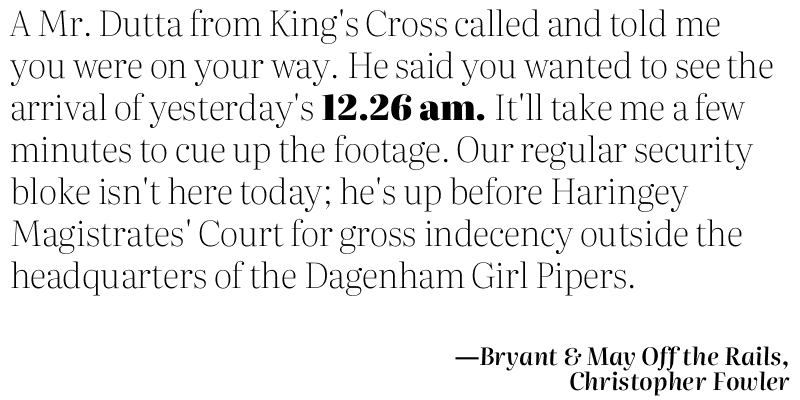 A Mr. Dutta from King's Cross called and told me
you were on your way. He said you wanted to see the
arrival of yesterday's 12.26 am. It'll take me a few
minutes to cue up the footage. Our regular security
bloke isn't here today; he's up before Haringey
Magistrates' Court for gross indecency outside the
headquarters of the Dagenham Girl Pipers.
—Bryant & May Off the Rails,
Christopher Fowler